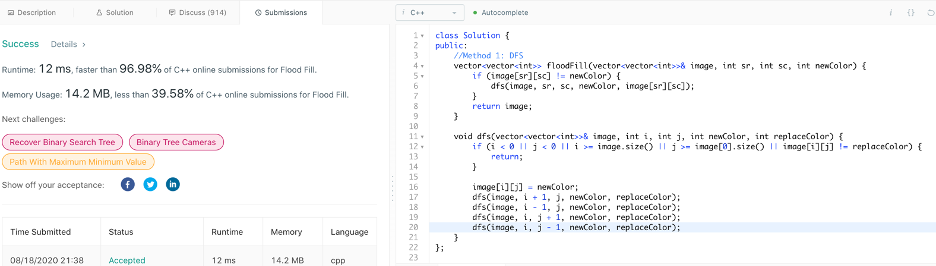 Description Solution Discuss (914) Submissions
Success Details >
Runtime: 12 ms, faster than 96.98% of C++ online submissions for Flood Fill.
Memory Usage: 14.2 MB, less than 39.58% of C++ online submissions for Flood Fill.
Next challenges:
Recover Binary Search Tree Binary Tree Cameras
Path With Maximum Minimum Value
Show off your acceptance:
Time Submitted Status Runtime Memory Language
08/18/2020 21:38 Accepted 12 ms 14.2 MB cpp
i C++ Autocomplete i {}
1 class Solution {
2 public:
3 //Method 1: DFS
4 vector<vector<int>> floodFill(vector<vector<int>>& image, int sr, int sc, int newColor) {
5 if (image[sr][sc] != newColor) {
6 dfs(image, sr, sc, newColor, image[sr][sc]);
7 }
8 return image;
9 }
10
11 void dfs(vector<vector<int>>& image, int i, int j, int newColor, int replaceColor) {
12 if (i < 0 || j < 0 || i >= image.size() || j >= image[0].size() || image[i][j] != replaceColor) {
13 return;
14 }
15
16 image[i][j] = newColor;
17 dfs(image, i + 1, j, newColor, replaceColor);
18 dfs(image, i - 1, j, newColor, replaceColor);
19 dfs(image, i, j + 1, newColor, replaceColor);
20 dfs(image, i, j - 1, newColor, replaceColor);
21 }
22 };
23